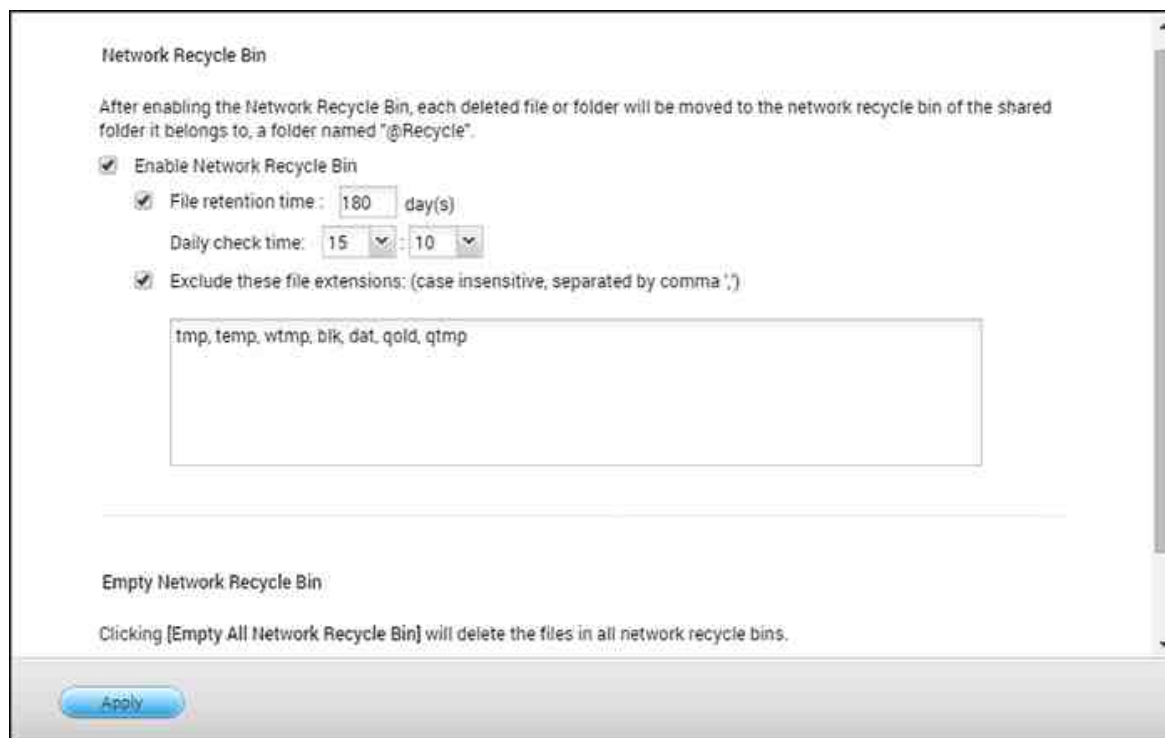 Network Recycle Bin
After enabling the Network Recycle Bin, each deleted file or folder will be moved to the network recycle bin of the shared
folder it belongs to, a folder named "@Recycle".
Enable Network Recycle Bin
File retention time : 180 day(s)
Daily check time: 15 : 10
Exclude these file extensions: (case insensitive, separated by comma ',')
tmp, temp, wtmp, blk, dat, qold, qtmp
Empty Network Recycle Bin
Clicking [Empty All Network Recycle Bin] will delete the files in all network recycle bins.
Apply